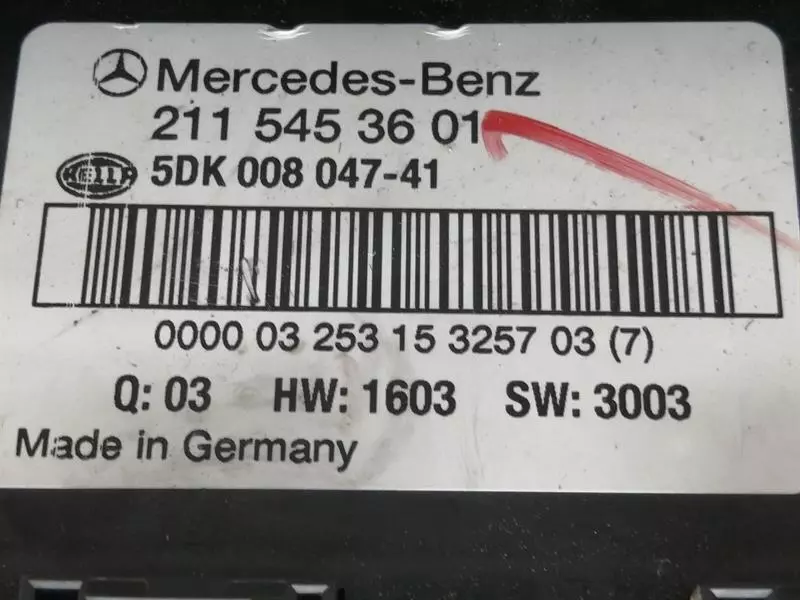 Mercedes-Benz
211 545 36 01
HELLA 5DK 008 047-41
0000 03 253 15 3257 03 (7)
Q: 03 HW: 1603 SW: 3003
Made in Germany